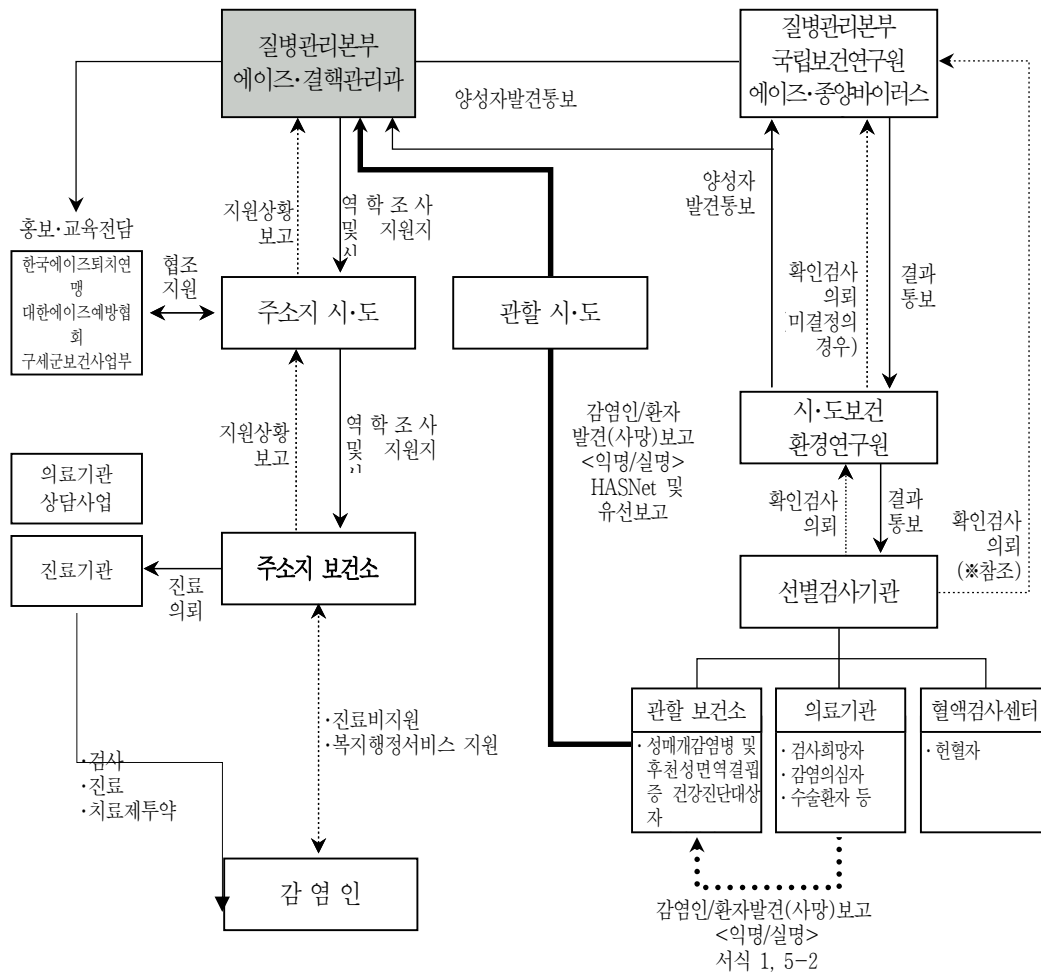 질병관리본부
에이즈·결핵관리과
질병관리본부
국립보건연구원
에이즈·종양바이러스
양성자발견통보
양성자
발견통보
홍보·교육전담
한국에이즈퇴치연
맹
대한에이즈예방협
회
구세군보건사업부
협조
지원
지원상황
보고
역 학 조 사
및 지원지
주소지 시·도
관할 시·도
확인검사
의뢰
(미결정의
경우)
결과
통보
시·도보건
환경연구원
지원상황
보고
역 학 조 사
및 지원지
감염인/환자
발견(사망)보고
<익명/실명>
HASNet 및
유선보고
의료기관
상담사업
확인검사
의뢰
결과
통보
확인검사
의뢰
(※참조)
진료기관
진료
의뢰
주소지 보건소
선별검사기관
관할 보건소
· 성매개감염병 및
후천성면역결핍
증 건강진단대상
자
의료기관
· 검사희망자
· 감염의심자
· 수술환자 등
혈액검사센터
· 헌혈자
·진료비지원
·복지행정서비스 지원
·검사
·진료
·치료제투약
감 염 인
감염인/환자발견(사망)보고
<익명/실명>
서식 1, 5-2